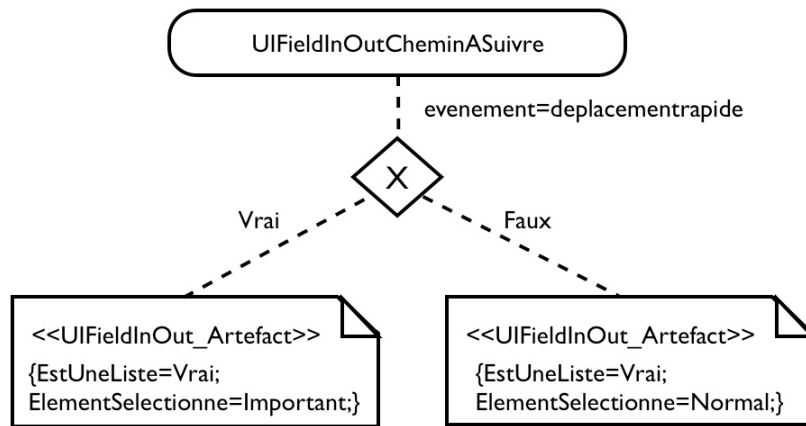 UIFieldInOutCheminASuivre
evenement=deplacementrapide
X
Vrai
Faux
<<UIFieldInOut_Artefact>>
{EstUneListe=Vrai;
ElementSelectionne=Important;}
<<UIFieldInOut_Artefact>>
{EstUneListe=Vrai;
ElementSelectionne=Normal;}